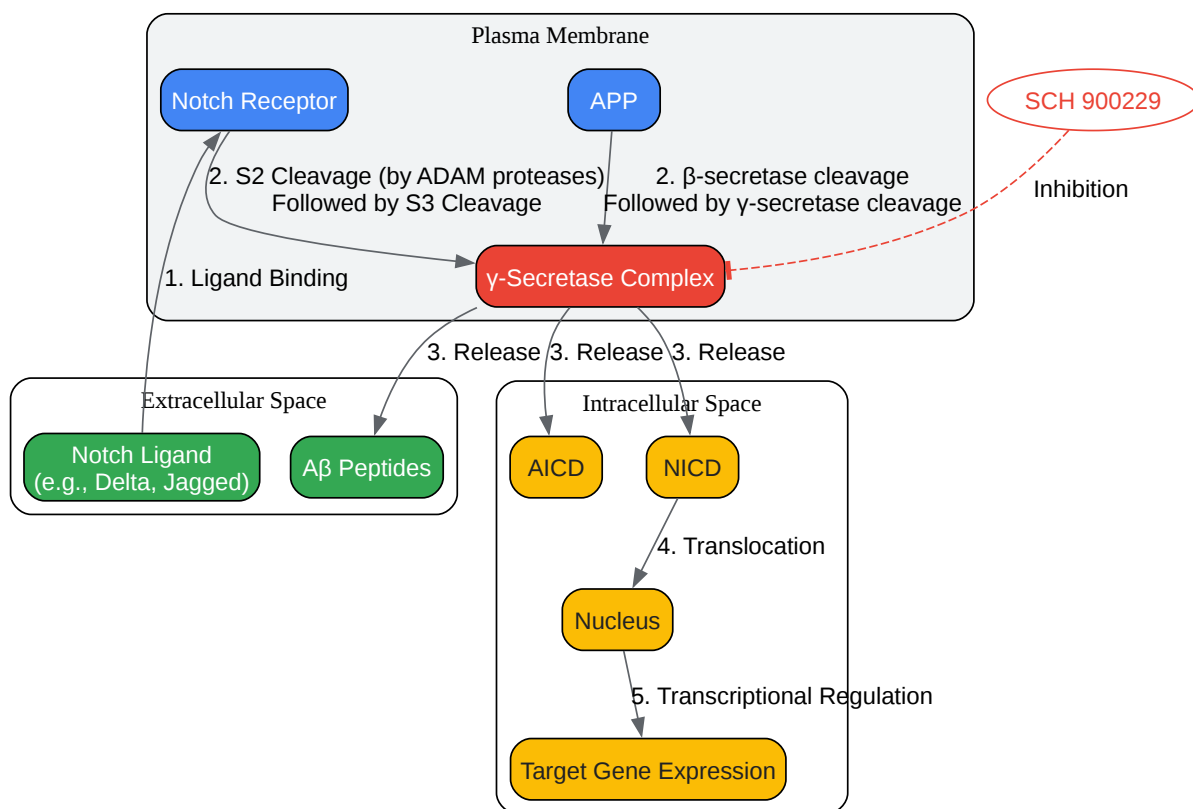 Plasma Membrane
Notch Receptor
APP
SCH 900229
2. S2 Cleavage (by ADAM proteases)
Followed by S3 Cleavage
2. β-secretase cleavage
Followed by γ-secretase cleavage
Inhibition
1. Ligand Binding
γ-Secretase Complex
3. Release
3. Release
3. Release
Extracellular Space
Notch Ligand
(e.g., Delta, Jagged)
Aβ Peptides
Intracellular Space
AICD
NICD
4. Translocation
Nucleus
5. Transcriptional Regulation
Target Gene Expression